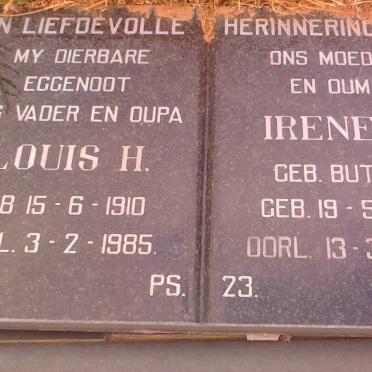 N LIEFDEVOLLE HERINNERING
MY DIERBARE
EGGENOOT
VADER EN OUPA
LOUIS H.
B 15 - 6 - 1910
L. 3 - 2 - 1985.
ONS MOED
EN OUM
IRENE
GEB. BUT
GEB. 19 - 5
OORL. 13 - 3
PS. 23.